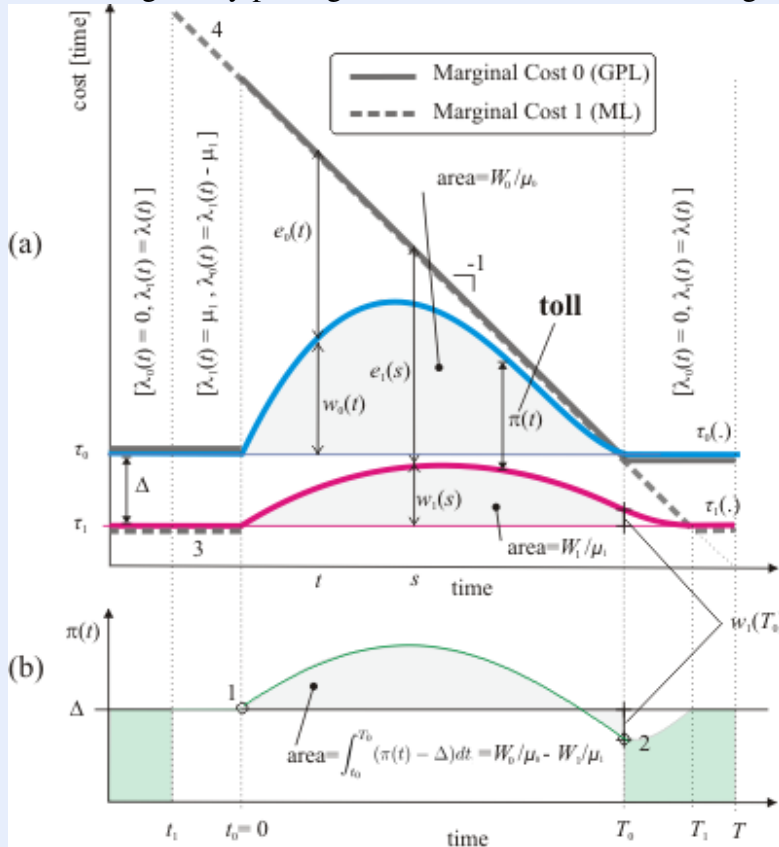 4
cost [time]
Marginal Cost 0 (GPL)
Marginal Cost 1 (ML)
[λ₀(t) = 0, λ₁(t) = λ(t) ]
[λ₁(t) = μ₁ , λ₀(t) = λ₁(t) - μ₁ ]
area=W₀/μ₀
[λ₀(t) = 0, λ₁(t) = λ(t)]
(a)
e₀(t)
-1
toll
e₁(s)
w₀(t)
π(t)
τ₀
τ₀(.)
Δ
w₁(s)
τ₁
τ₁(.)
3
area=W₁/μ₁
t
s
time
w₁(T₀
π(t)
(b)
1
Δ
2
area=∫_{t₀}^{T₀}(π(t) − Δ)dt = W₀/μ₀ - W₁/μ₁
t₁
t₀= 0
time
T₀
T₁
T